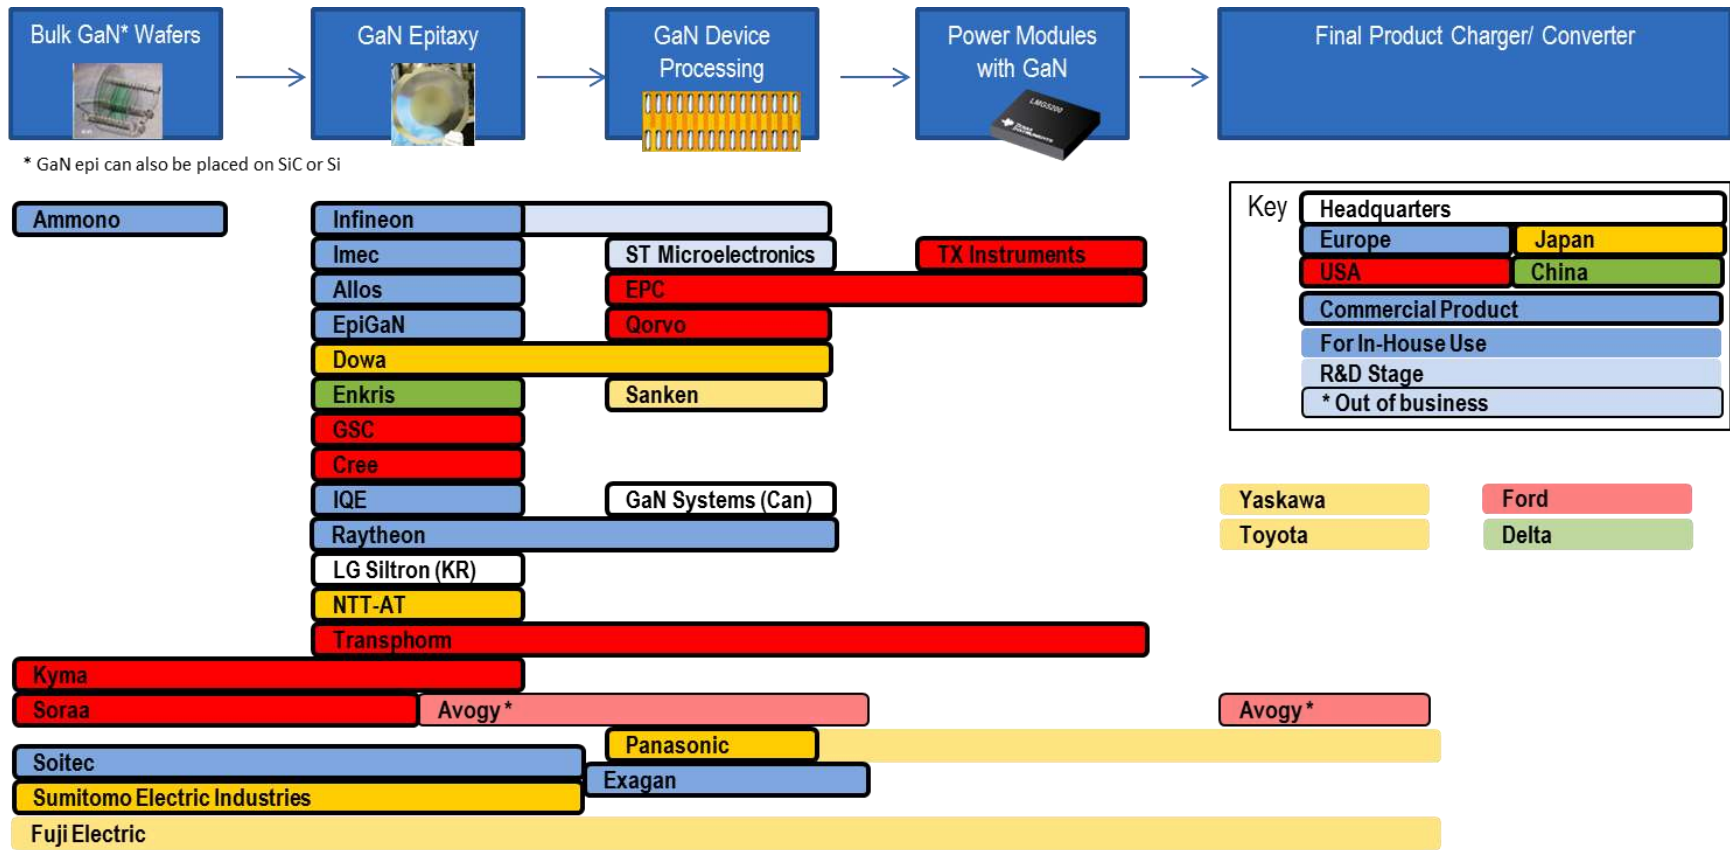 Bulk GaN* Wafers
GaN Epitaxy
GaN Device
Processing
Power Modules
with GaN
Final Product Charger/ Converter
LMG5200
TEXAS
INSTRUMENTS
* GaN epi can also be placed on SiC or Si
Key
Headquarters
Europe
Japan
USA
China
Commercial Product
For In-House Use
R&D Stage
* Out of business
Ammono
Infineon
Imec
ST Microelectronics
TX Instruments
Allos
EPC
EpiGaN
Qorvo
Dowa
Enkris
Sanken
GSC
Cree
IQE
GaN Systems (Can)
Yaskawa
Ford
Raytheon
Toyota
Delta
LG Siltron (KR)
NTT-AT
Transphorm
Kyma
Soraa
Avogy *
Avogy *
Panasonic
Soitec
Exagan
Sumitomo Electric Industries
Fuji Electric